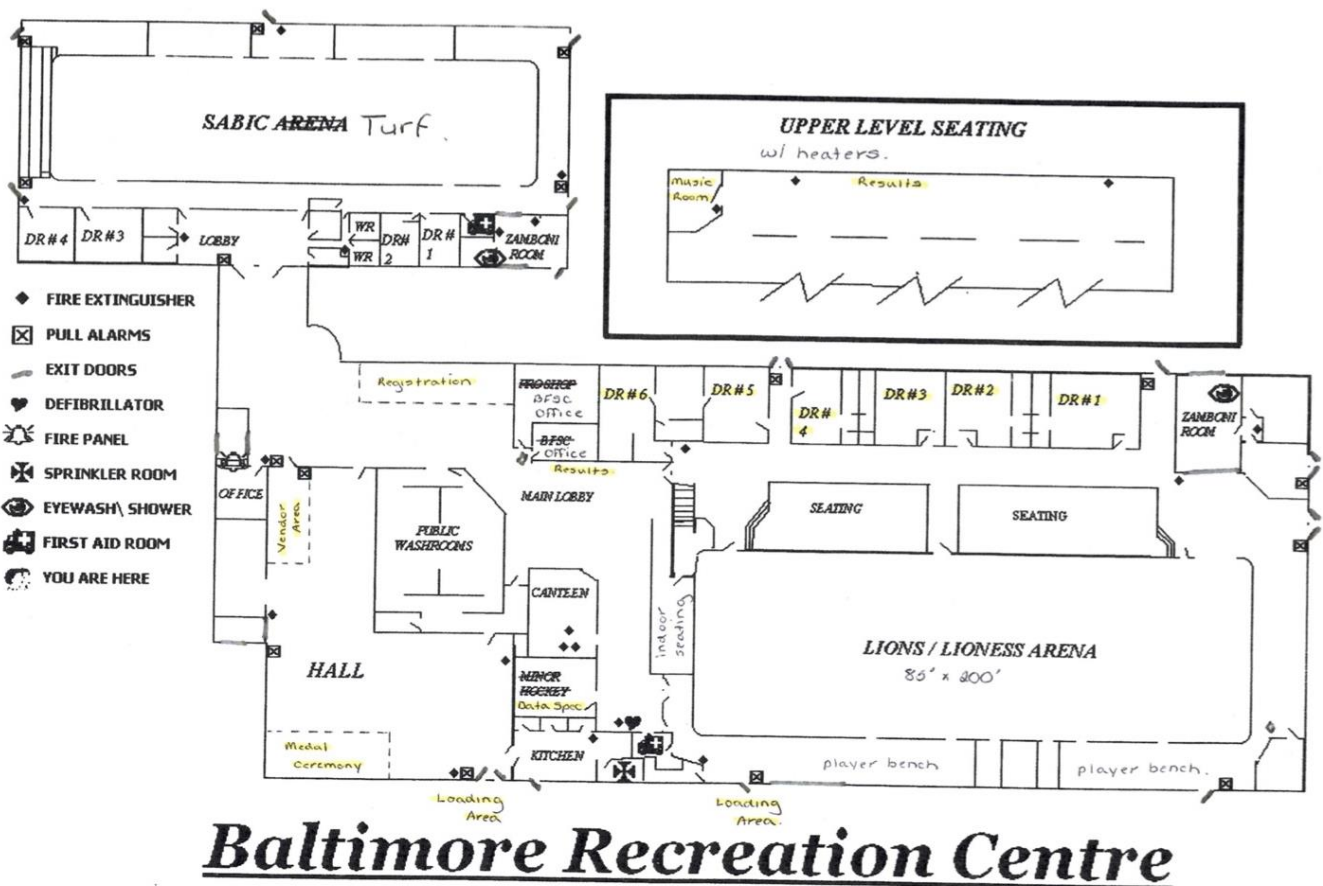 SABIC ARENA Turf.
UPPER LEVEL SEATING
w/ heaters.
Music
Room
Results
DR#4
DR#3
LOBBY
WR
WR
DR#
2
DR#
1
ZAMBONI
ROOM
FIRE EXTINGUISHER
PULL ALARMS
EXIT DOORS
DEFIBRILLATOR
FIRE PANEL
SPRINKLER ROOM
EYEWASH\ SHOWER
FIRST AID ROOM
YOU ARE HERE
Registration
PRO SHOP
BFSC
Office
BFSC
Office
Results
DR#6
DR#5
DR#
4
DR#3
DR#2
DR#1
ZAMBONI
ROOM
OFFICE
Vendor
Area
PUBLIC
WASHROOMS
MAIN LOBBY
SEATING
SEATING
CANTEEN
indoor
seating
HALL
MINOR
HOCKEY
Data Spec
LIONS / LIONESS ARENA
85' x 200'
Medal
Ceremony
KITCHEN
player bench
player bench.
Loading
Area
Loading
Area.
Baltimore Recreation Centre